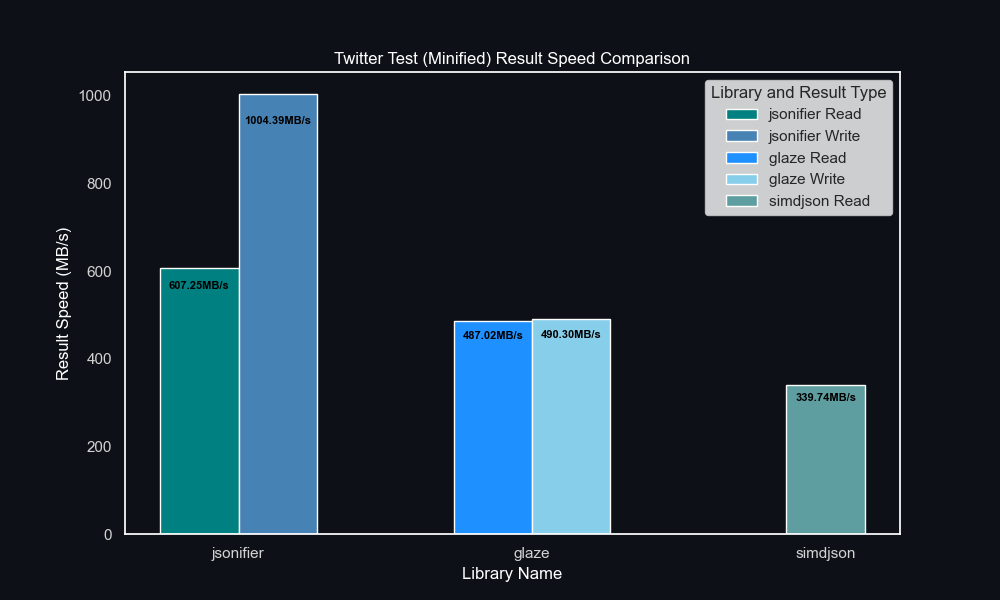 Twitter Test (Minified) Result Speed Comparison
Library and Result Type
jsonifier Read
jsonifier Write
glaze Read
glaze Write
simdjson Read
Result Speed (MB/s)
1000
800
600
400
200
0
607.25MB/s
1004.39MB/s
487.02MB/s
490.30MB/s
339.74MB/s
jsonifier
glaze
simdjson
Library Name